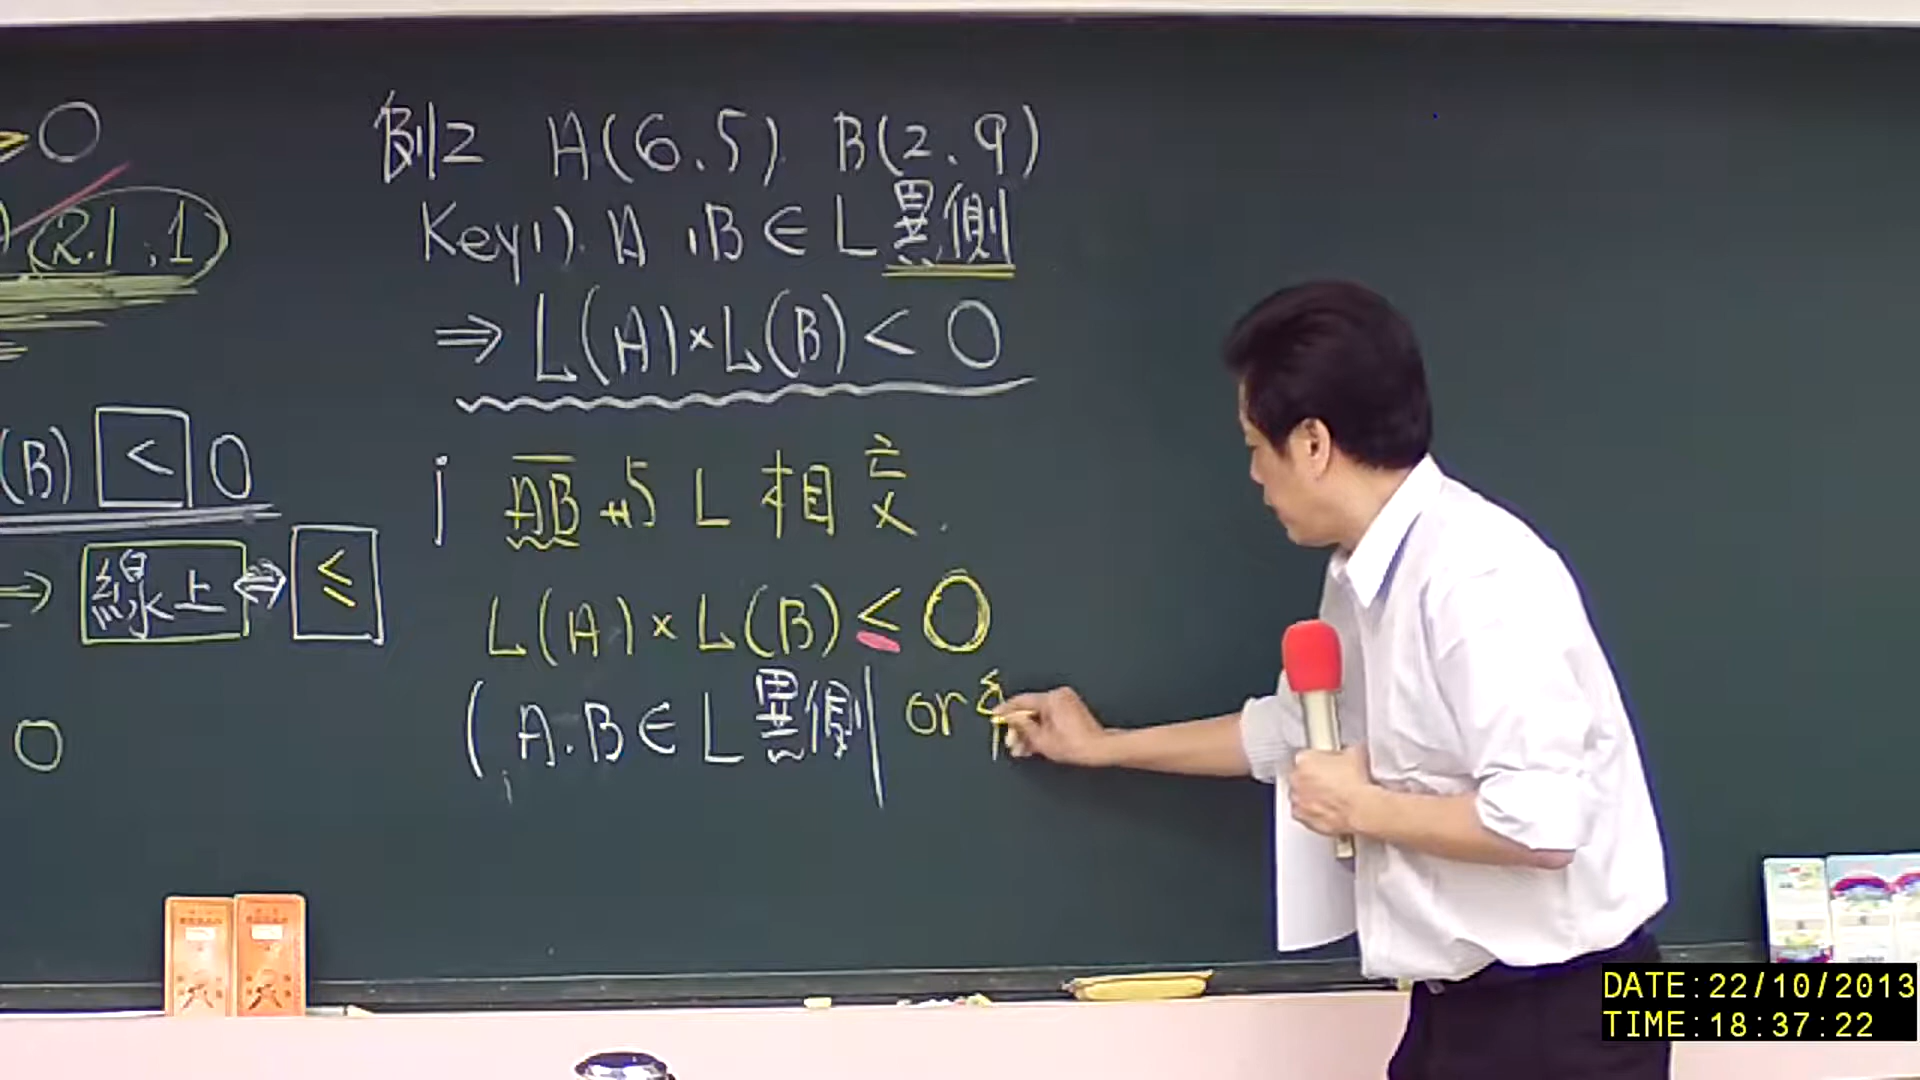 >0
(2.1,1)
(B) < 0
⇒ 線上 ⇔ ≤
0
例2 A(6.5). B(2.9)
Key1). A,B∈L異側
⇒ L(A)×L(B)<0
AB与L相交.
L(A)×L(B)≤0
(A.B∈L異側 or
DATE:22/10/2013
TIME:18:37:22